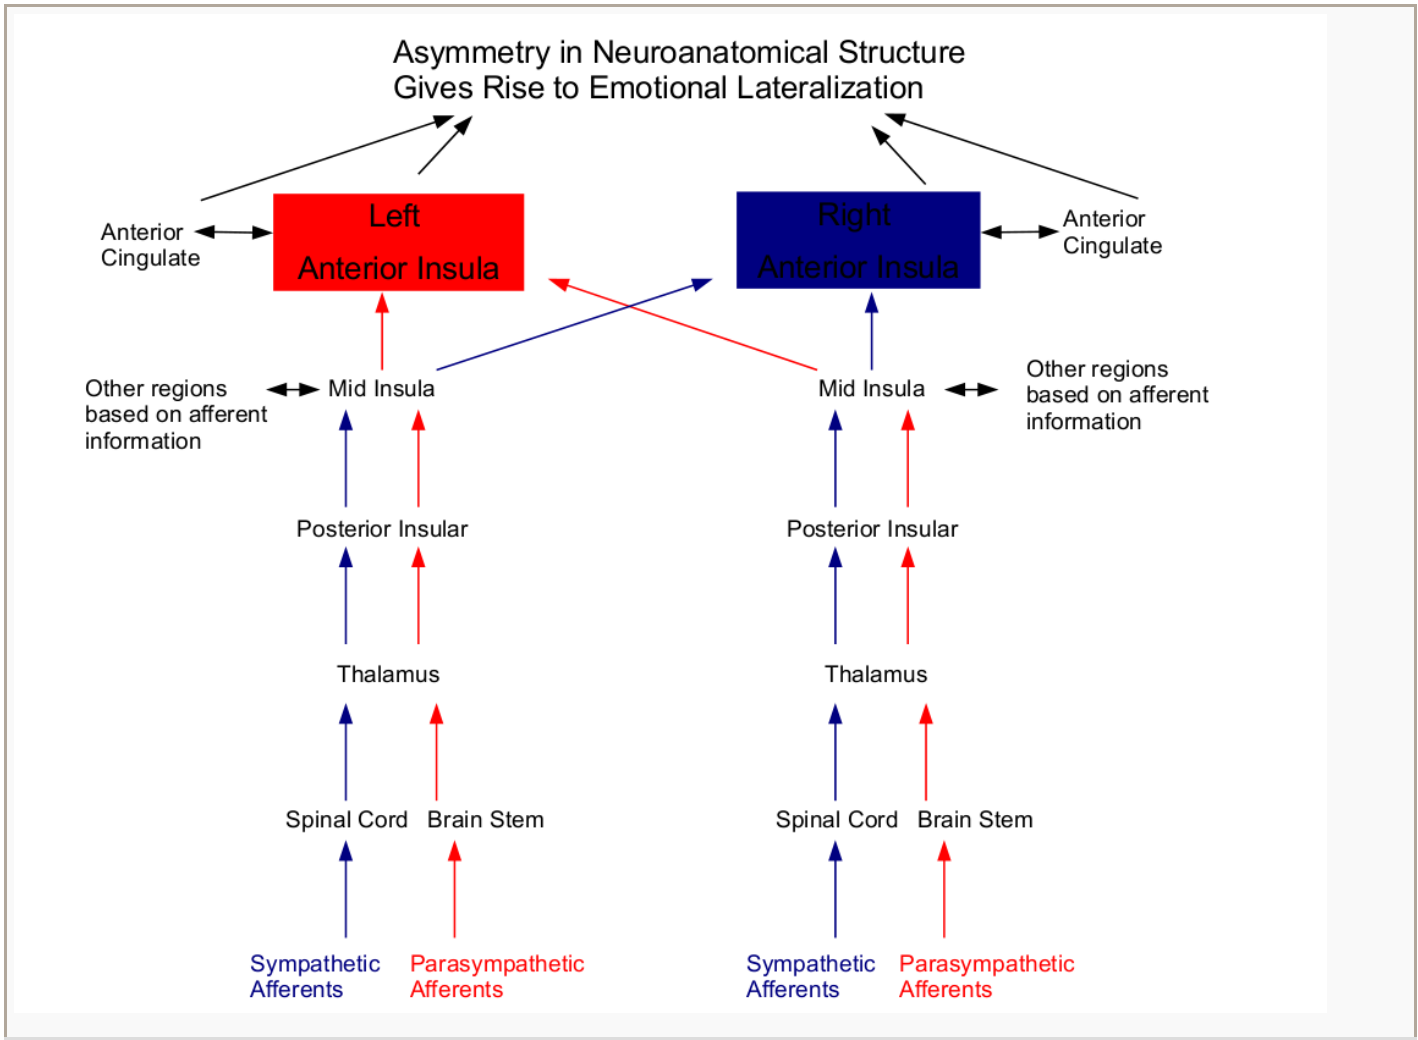 Asymmetry in Neuroanatomical Structure
Gives Rise to Emotional Lateralization
Anterior
Cingulate
Left
Anterior Insula
Right
Anterior Insula
Anterior
Cingulate
Other regions
based on afferent
information
Mid Insula
Mid Insula
Other regions
based on afferent
information
Posterior Insular
Posterior Insular
Thalamus
Thalamus
Spinal Cord
Brain Stem
Spinal Cord
Brain Stem
Sympathetic
Afferents
Parasympathetic
Afferents
Sympathetic
Afferents
Parasympathetic
Afferents